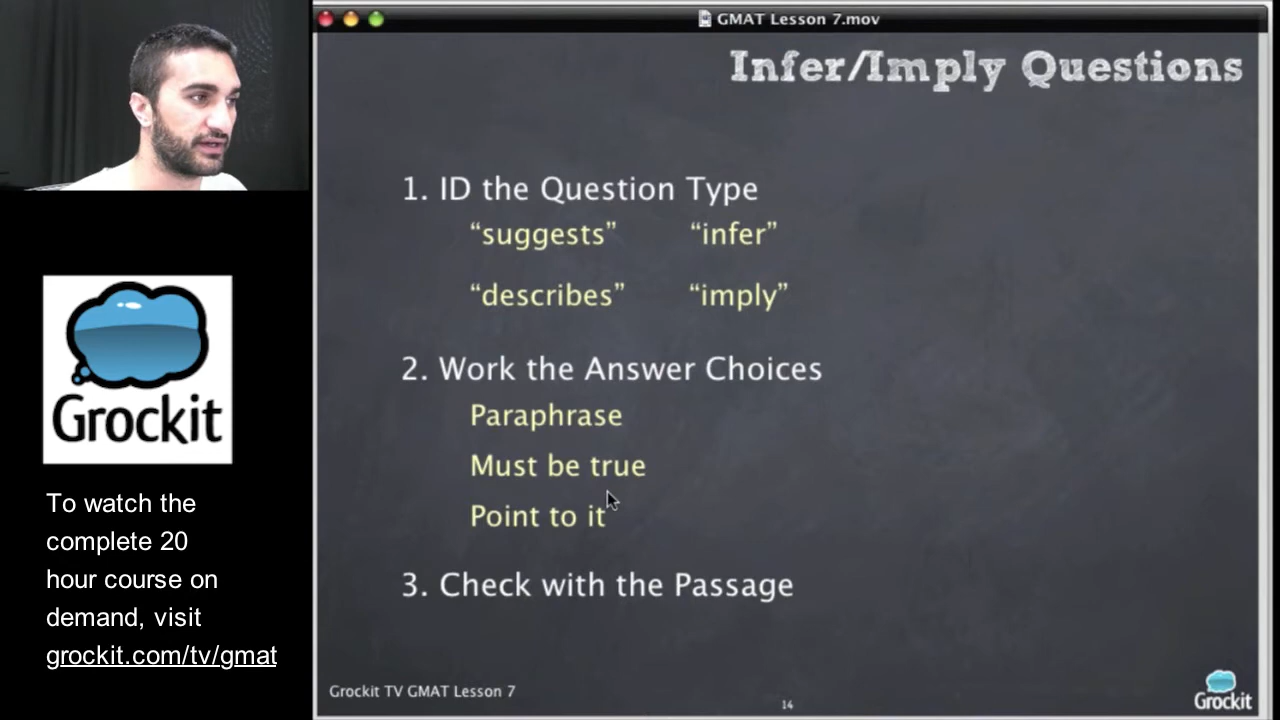 GMAT Lesson 7.mov
Infer/Imply Questions
1. ID the Question Type
“suggests” “infer”
“describes” “imply”
2. Work the Answer Choices
Paraphrase
Must be true
Point to it
3. Check with the Passage
Grockit TV GMAT Lesson 7
14
Grockit
Grockit
To watch the
complete 20
hour course on
demand, visit
grockit.com/tv/gmat